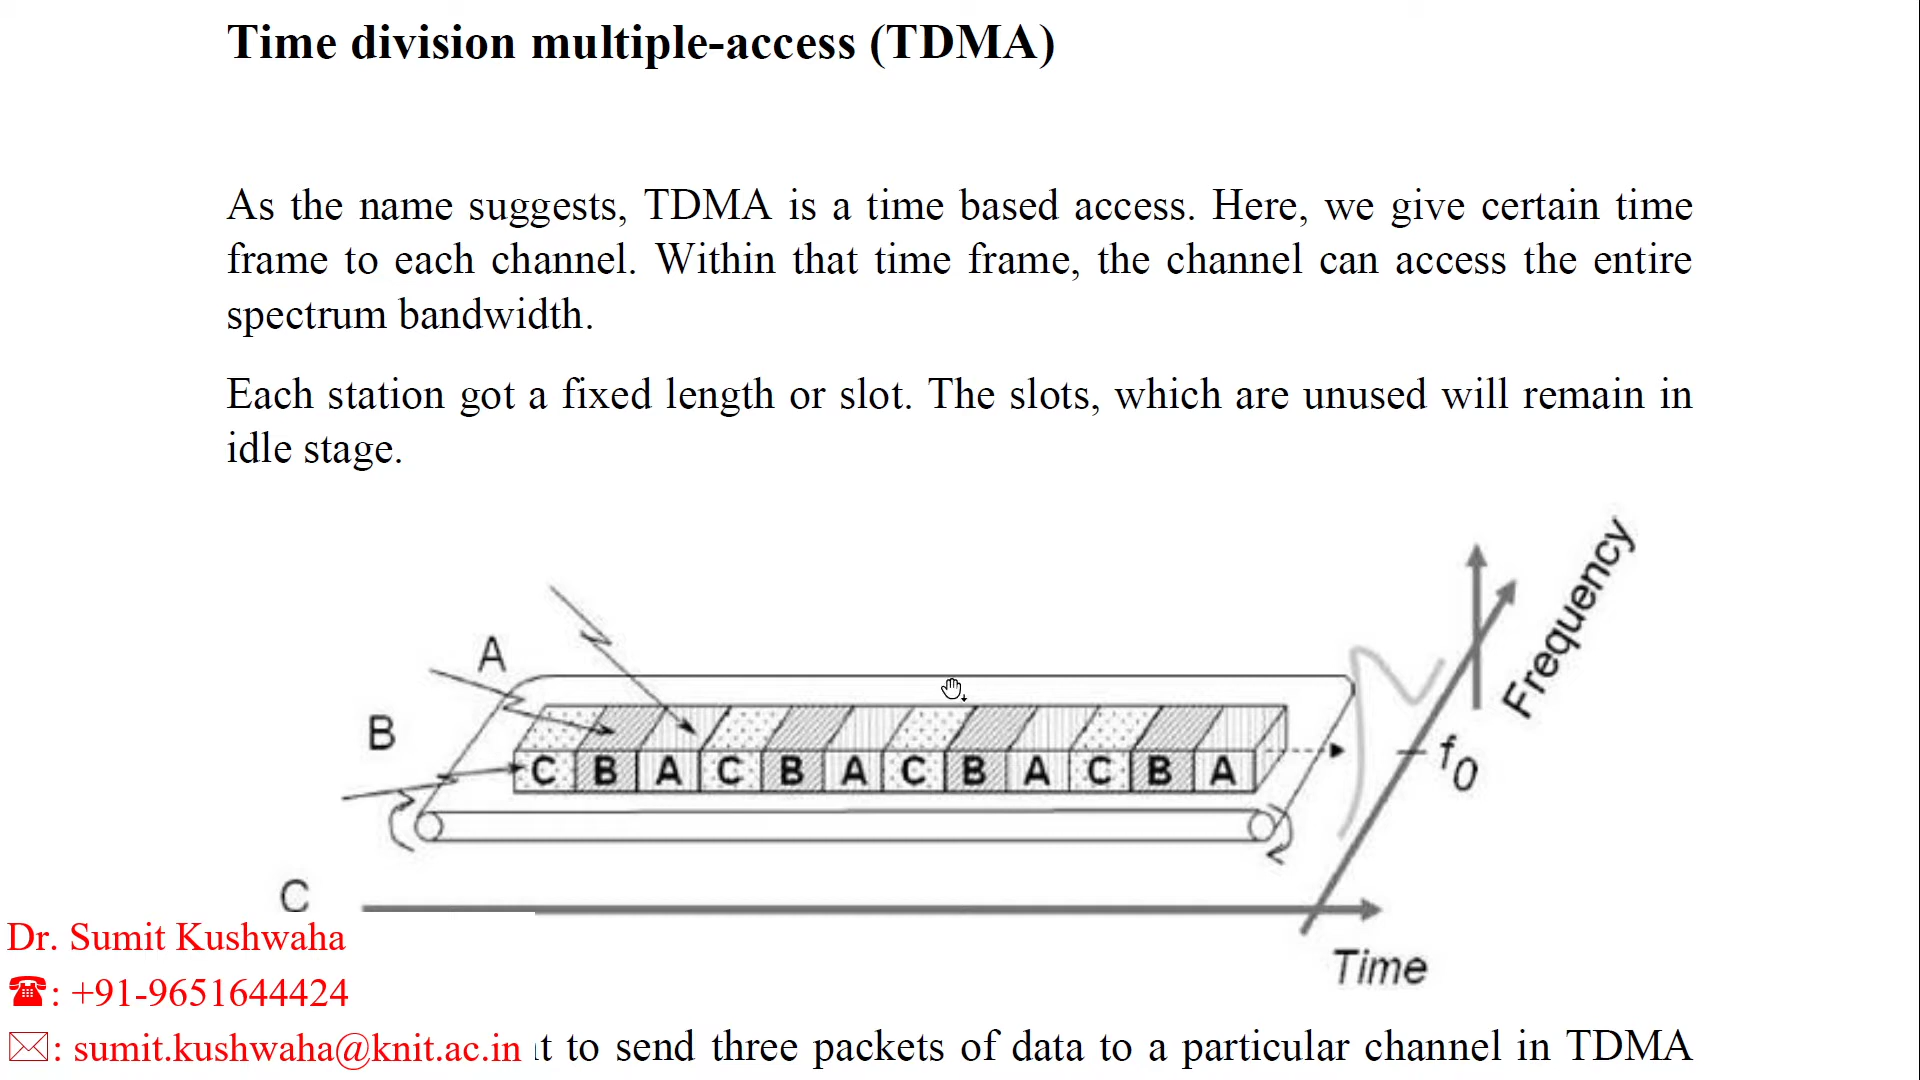 Time division multiple-access (TDMA)
As the name suggests, TDMA is a time based access. Here, we give certain time
frame to each channel. Within that time frame, the channel can access the entire
spectrum bandwidth.
Each station got a fixed length or slot. The slots, which are unused will remain in
idle stage.
Frequency
A
B
f0
C B A C B A C B A C B A
C
Time
Dr. Sumit Kushwaha
☎: +91-9651644424
✉: sumit.kushwaha@knit.ac.in
to send three packets of data to a particular channel in TDMA